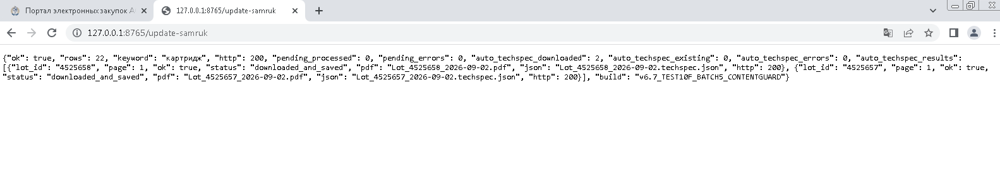 Портал электронных закупок А
127.0.0.1:8765/update-samruk
127.0.0.1:8765/update-samruk
{"ok": true, "rows": 22, "keyword": "картридж", "http": 200, "pending_processed": 0, "pending_errors": 0, "auto_techspec_downloaded": 2, "auto_techspec_existing": 0, "auto_techspec_errors": 0, "auto_techspec_results":
[{"lot_id": "4525658", "page": 1, "ok": true, "status": "downloaded_and_saved", "pdf": "Lot_4525658_2026-09-02.pdf", "json": "Lot_4525658_2026-09-02.techspec.json", "http": 200}, {"lot_id": "4525657", "page": 1, "ok": true,
"status": "downloaded_and_saved", "pdf": "Lot_4525657_2026-09-02.pdf", "json": "Lot_4525657_2026-09-02.techspec.json", "http": 200}], "build": "v6.7_TEST10F_BATCH5_CONTENTGUARD"}